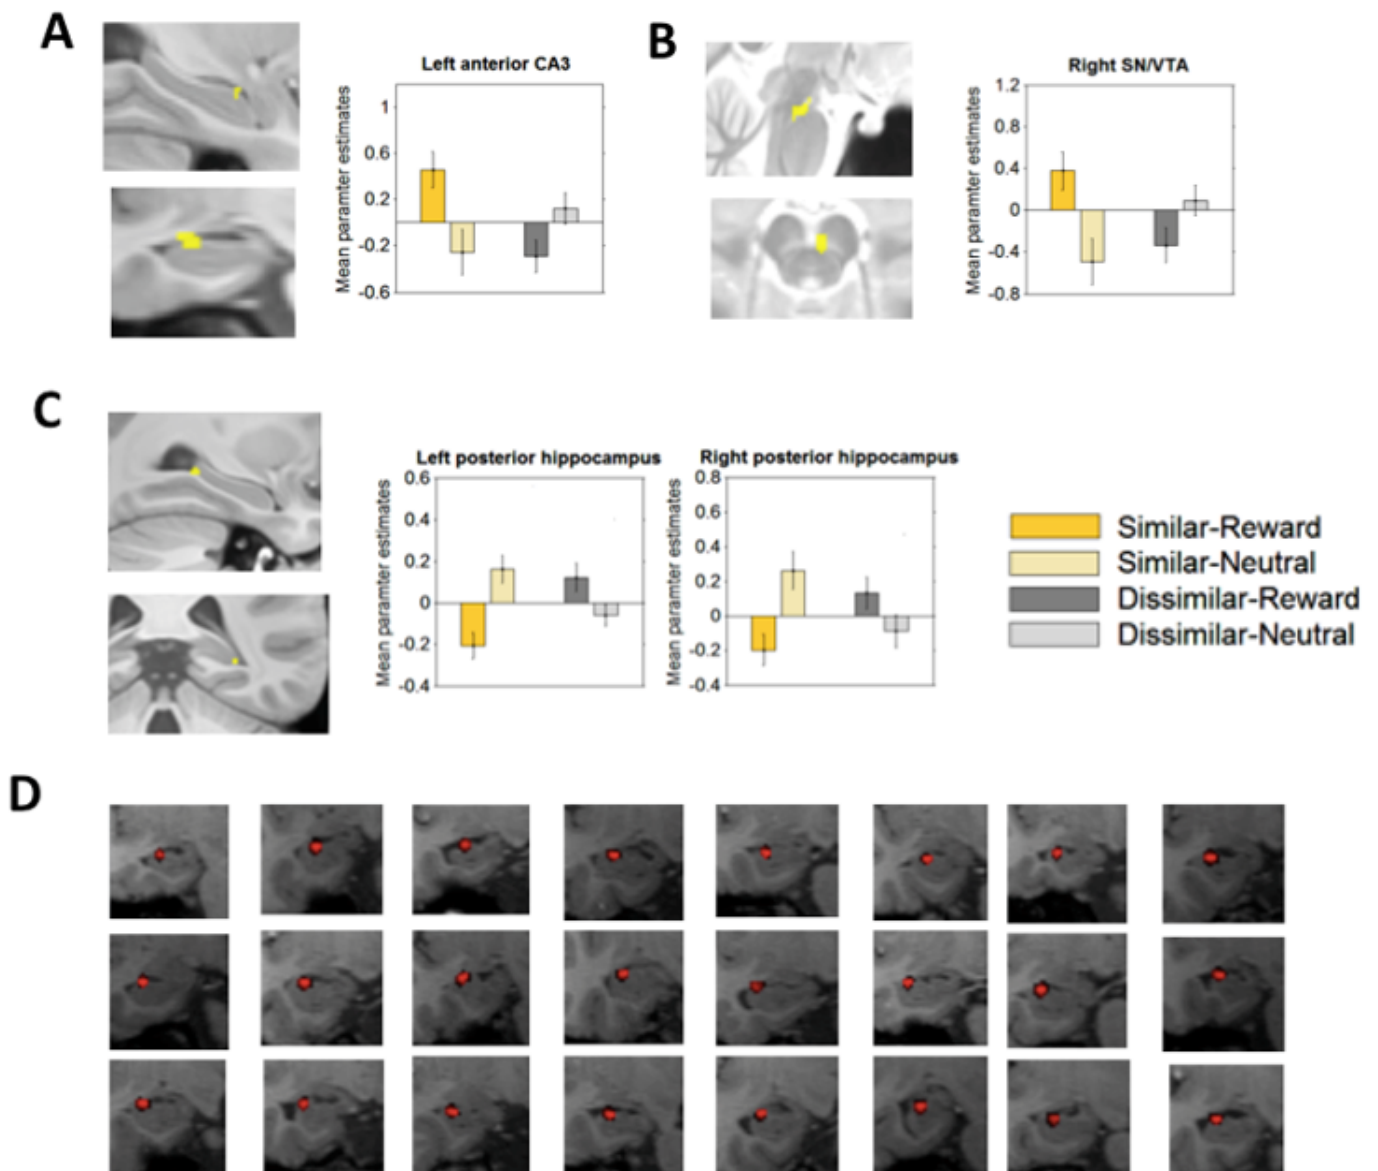 A
Left anterior CA3
Mean paramter estimates
1
0.6
0.2
-0.2
-0.6
B
Right SN/VTA
Mean parameter estimates
1.2
0.8
0.4
0
-0.4
-0.8
C
Left posterior hippocampus
Mean paramter estimates
0.6
0.4
0.2
0
-0.2
-0.4
Right posterior hippocampus
Mean paramter estimates
0.8
0.6
0.4
0.2
0
-0.2
-0.4
Similar-Reward
Similar-Neutral
Dissimilar-Reward
Dissimilar-Neutral
D